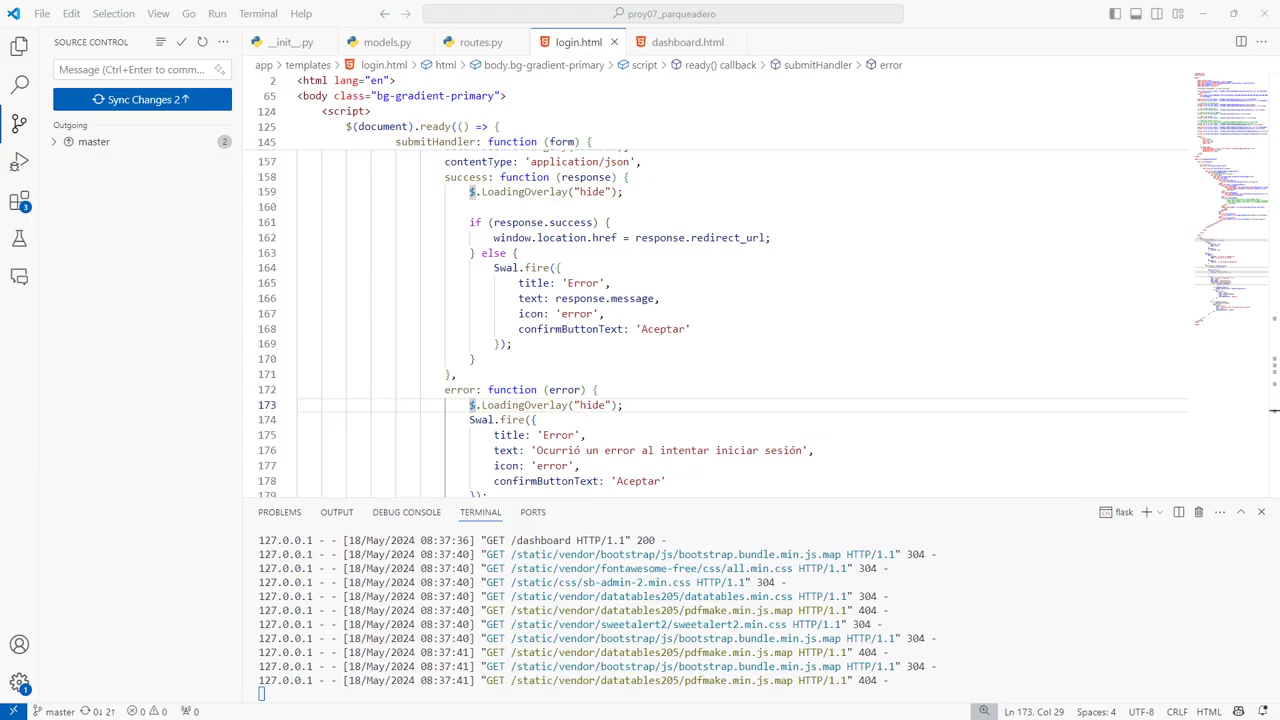 File Edit Selection View Go Run Terminal Help
proy07_parqueadero
SOURCE CONTROL
__init__.py models.py routes.py login.html dashboard.html
app > templates > login.html > html > body.bg-gradient-primary > script > ready() callback > submitHandler > error
Message (Ctrl+Enter to comm...
Sync Changes 2↑
master 2
2 <html lang="en">
65 <body class="bg-gradient-primary
(document).ready(() =>
submitHandler: function (form) {
157 contentType: "application/json",
158 success: function (response) {
159 $.LoadingOverlay("hide"
160
161 if (response.success) {
162 window.location.href = response.redirect_url;
163 } else
164 Swal.fire({
165 title: 'Error',
166 response.message,
167 icon: 'error',
168 confirmButtonText: 'Aceptar'
169 });
170 }
171 },
172 error: function (error) {
173 $.LoadingOverlay("hide");
174 Swal.fire({
175 title: 'Error',
176 text: 'Ocurrió un error al intentar iniciar sesión',
177 icon: 'error',
178 confirmButtonText: 'Aceptar'
179 });
PROBLEMS OUTPUT DEBUG CONSOLE TERMINAL PORTS
flask
127.0.0.1 - - [18/May/2024 08:37:36] "GET /dashboard HTTP/1.1" 200 -
127.0.0.1 - - [18/May/2024 08:37:40] "GET /static/vendor/bootstrap/js/bootstrap.bundle.min.js.map HTTP/1.1" 304 -
127.0.0.1 - - [18/May/2024 08:37:40] "GET /static/vendor/fontawesome-free/css/all.min.css HTTP/1.1" 304 -
127.0.0.1 - - [18/May/2024 08:37:40] "GET /static/css/sb-admin-2.min.css HTTP/1.1" 304 -
127.0.0.1 - - [18/May/2024 08:37:40] "GET /static/vendor/datatables205/datatables.min.css HTTP/1.1" 304 -
127.0.0.1 - - [18/May/2024 08:37:40] "GET /static/vendor/datatables205/pdfmake.min.js.map HTTP/1.1" 404 -
127.0.0.1 - - [18/May/2024 08:37:40] "GET /static/vendor/sweetalert2/sweetalert2.min.css HTTP/1.1" 304 -
127.0.0.1 - - [18/May/2024 08:37:40] "GET /static/vendor/bootstrap/js/bootstrap.bundle.min.js.map HTTP/1.1" 304 -
127.0.0.1 - - [18/May/2024 08:37:41] "GET /static/vendor/datatables205/pdfmake.min.js.map HTTP/1.1" 404 -
127.0.0.1 - - [18/May/2024 08:37:41] "GET /static/vendor/bootstrap/js/bootstrap.bundle.min.js.map HTTP/1.1" 304 -
127.0.0.1 - - [18/May/2024 08:37:41] "GET /static/vendor/datatables205/pdfmake.min.js.map HTTP/1.1" 404 -
master 0↓ 2↑ 0 0 0 Ln 173, Col 29 Spaces: 4 UTF-8 CRLF HTML